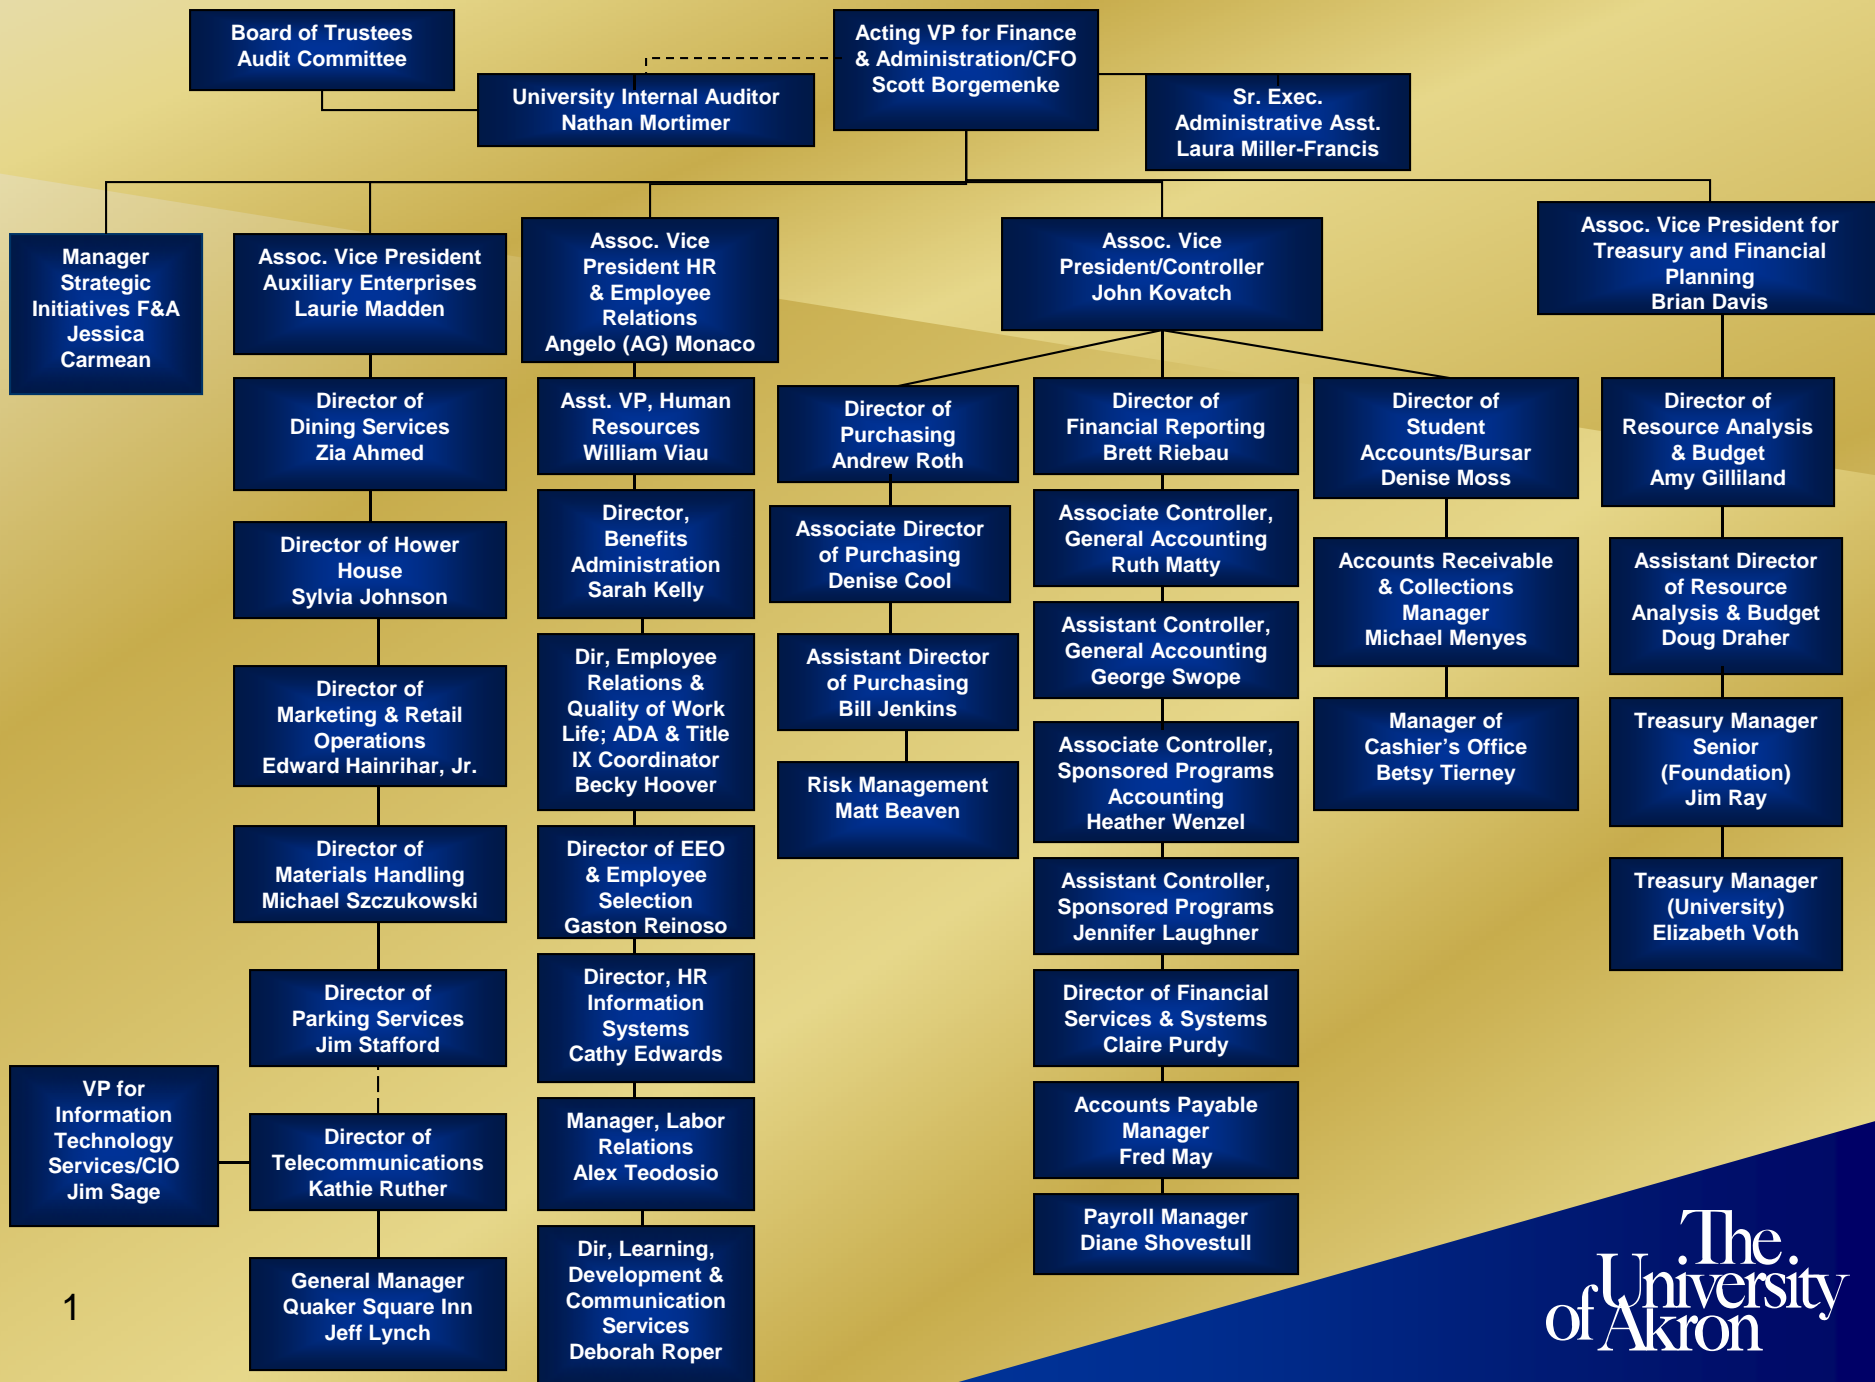 Board of Trustees
Audit Committee
Acting VP for Finance
& Administration/CFO
Scott Borgemenke
University Internal Auditor
Nathan Mortimer
Sr. Exec.
Administrative Asst.
Laura Miller-Francis
Manager
Strategic
Initiatives F&A
Jessica
Carmean
Assoc. Vice President
Auxiliary Enterprises
Laurie Madden
Assoc. Vice
President HR
& Employee
Relations
Angelo (AG) Monaco
Assoc. Vice
President/Controller
John Kovatch
Assoc. Vice President for
Treasury and Financial
Planning
Brian Davis
Director of
Dining Services
Zia Ahmed
Director of Hower
House
Sylvia Johnson
Director of
Marketing & Retail
Operations
Edward Hainrihar, Jr.
Director of
Materials Handling
Michael Szczukowski
Director of
Parking Services
Jim Stafford
VP for
Information
Technology
Services/CIO
Jim Sage
Director of
Telecommunications
Kathie Ruther
General Manager
Quaker Square Inn
Jeff Lynch
Asst. VP, Human
Resources
William Viau
Director,
Benefits
Administration
Sarah Kelly
Dir, Employee
Relations &
Quality of Work
Life; ADA & Title
IX Coordinator
Becky Hoover
Director of EEO
& Employee
Selection
Gaston Reinoso
Director, HR
Information
Systems
Cathy Edwards
Manager, Labor
Relations
Alex Teodosio
Dir, Learning,
Development &
Communication
Services
Deborah Roper
Director of
Purchasing
Andrew Roth
Associate Director
of Purchasing
Denise Cool
Assistant Director
of Purchasing
Bill Jenkins
Risk Management
Matt Beaven
Director of
Financial Reporting
Brett Riebau
Associate Controller,
General Accounting
Ruth Matty
Assistant Controller,
General Accounting
George Swope
Associate Controller,
Sponsored Programs
Accounting
Heather Wenzel
Assistant Controller,
Sponsored Programs
Jennifer Laughner
Director of Financial
Services & Systems
Claire Purdy
Accounts Payable
Manager
Fred May
Payroll Manager
Diane Shovestull
Director of
Student
Accounts/Bursar
Denise Moss
Accounts Receivable
& Collections
Manager
Michael Menyes
Manager of
Cashier's Office
Betsy Tierney
Director of
Resource Analysis
& Budget
Amy Gilliland
Assistant Director
of Resource
Analysis & Budget
Doug Draher
Treasury Manager
Senior
(Foundation)
Jim Ray
Treasury Manager
(University)
Elizabeth Voth
1
The
University
of Akron